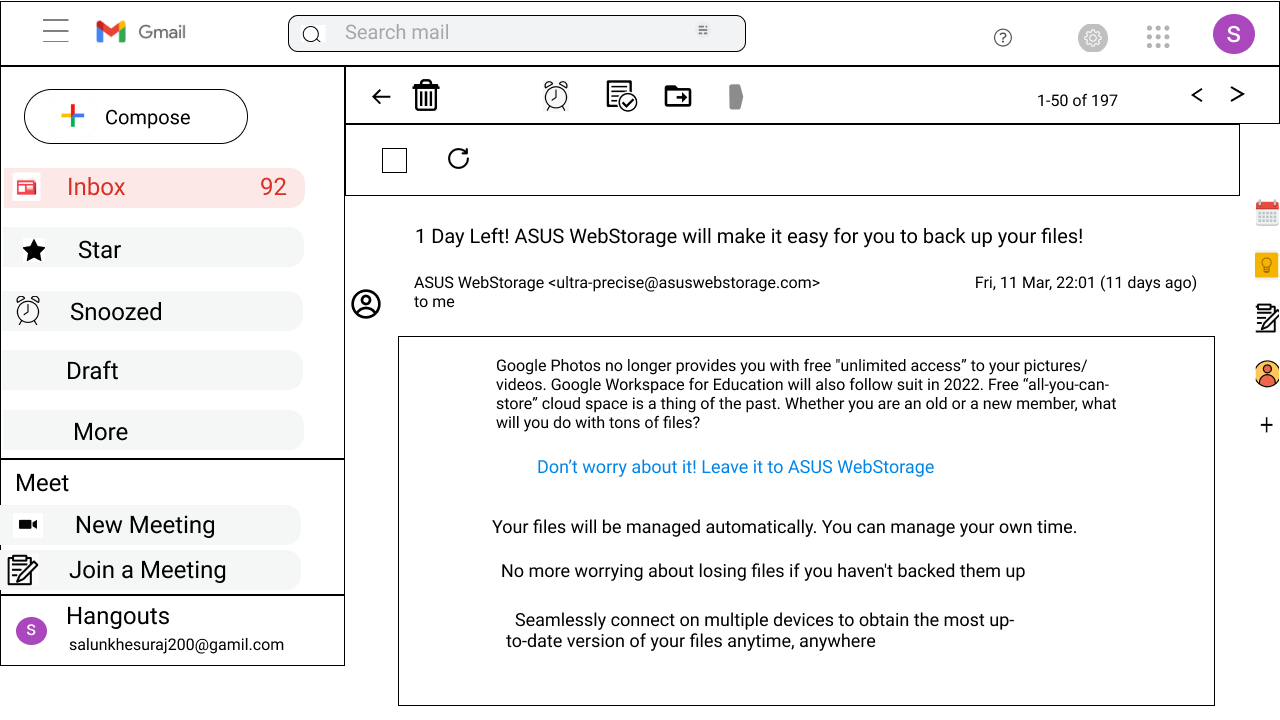 Gmail
Search mail
?
S
Compose
1-50 of 197
< >
Inbox 92
Star
Snoozed
Draft
More
Meet
New Meeting
Join a Meeting
S
Hangouts
salunkhesuraj200@gamil.com
1 Day Left! ASUS WebStorage will make it easy for you to back up your files!
ASUS WebStorage <ultra-precise@asuswebstorage.com>
Fri, 11 Mar, 22:01 (11 days ago)
to me
Google Photos no longer provides you with free "unlimited access” to your pictures/
videos. Google Workspace for Education will also follow suit in 2022. Free “all-you-can-
store” cloud space is a thing of the past. Whether you are an old or a new member, what
will you do with tons of files?
Don’t worry about it! Leave it to ASUS WebStorage
Your files will be managed automatically. You can manage your own time.
No more worrying about losing files if you haven't backed them up
Seamlessly connect on multiple devices to obtain the most up-
to-date version of your files anytime, anywhere
+